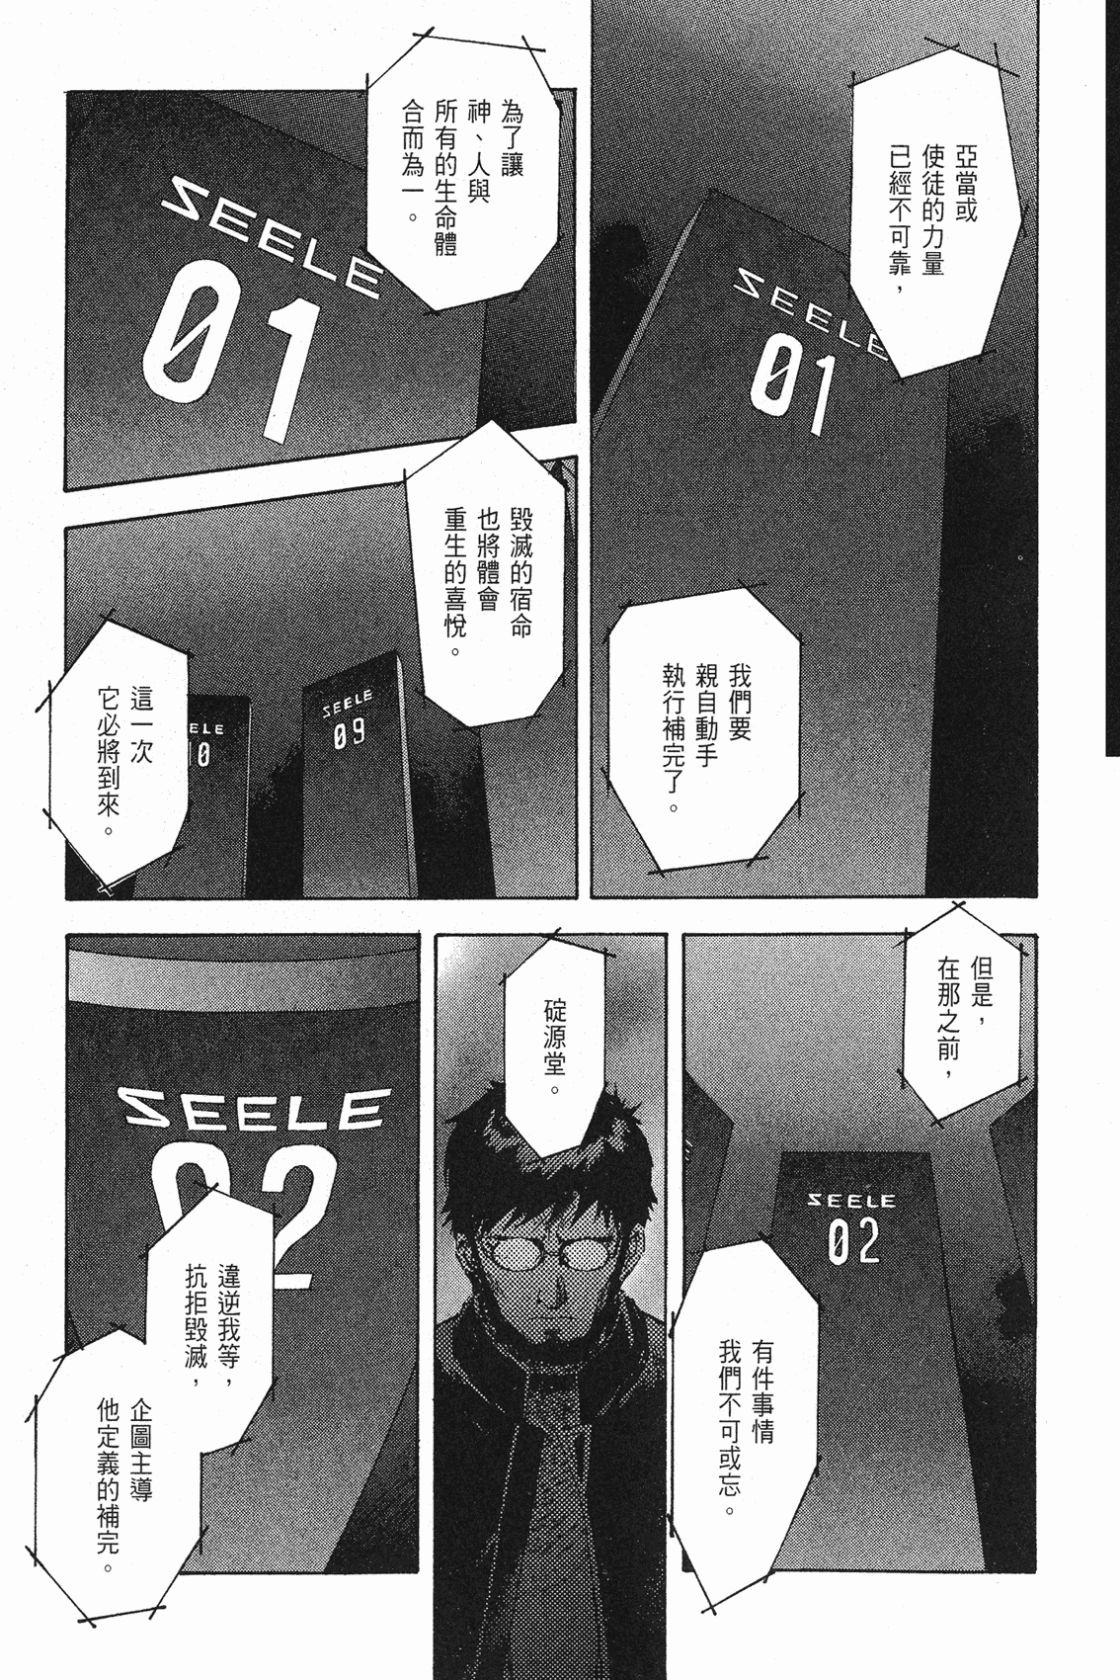 亞當或
使徒的力量
已經不可靠，
SEELE
01
我們要
親自動手
執行補完了。
為了讓
神、人與
所有的生命體
合而為一。
SEELE
01
毀滅的宿命
也將體會
重生的喜悅。
SEELE
09
ELE
10
這一次
它必將到來。
但是，
在那之前，
SEELE
02
有件事情
我們不可或忘。
碇源堂。
SEELE
02
違逆我等，
抗拒毀滅，
企圖主導
他定義的補完。